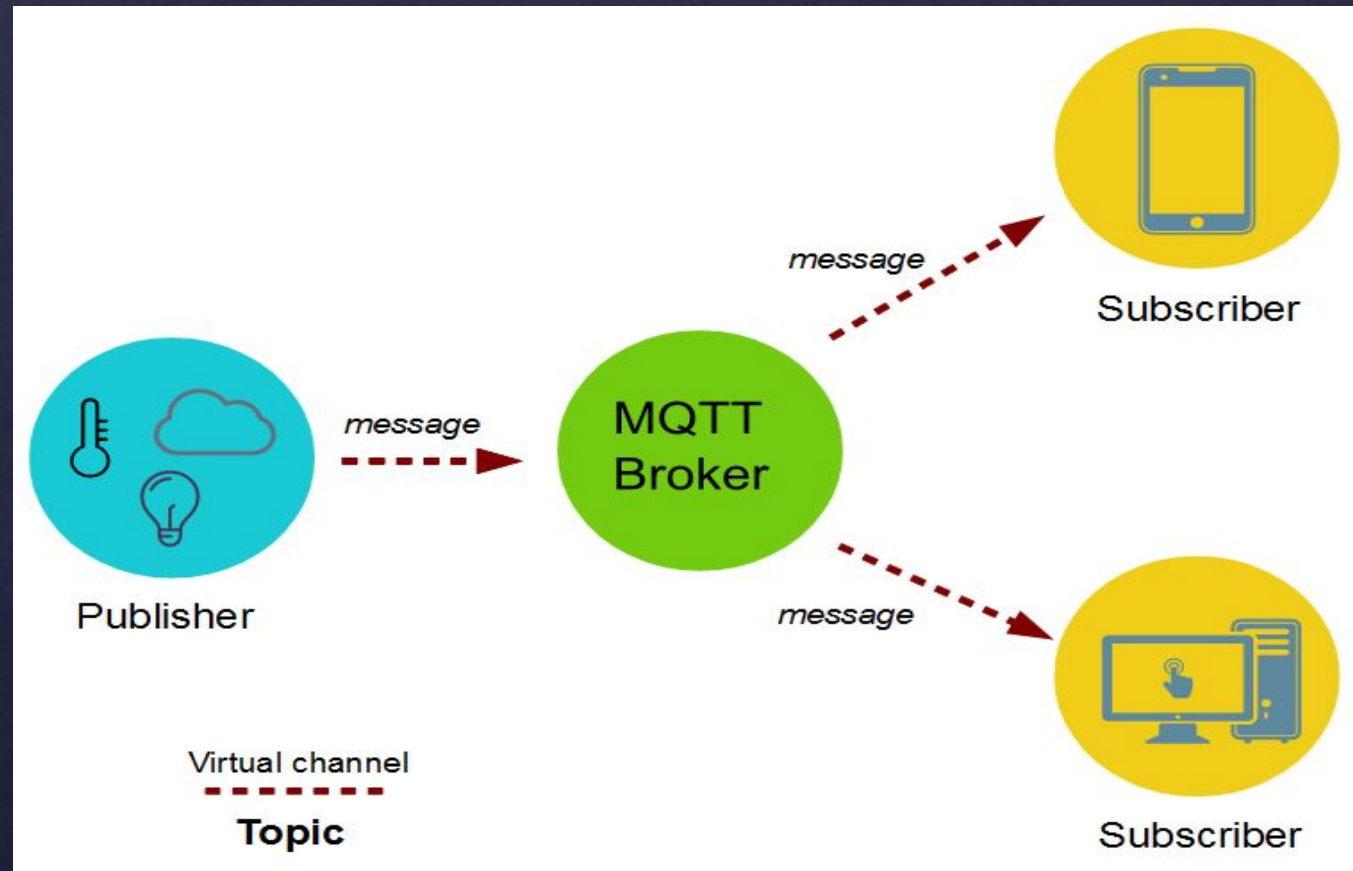 message
Subscriber
message
MQTT
Broker
Publisher
message
Virtual channel
Topic
Subscriber